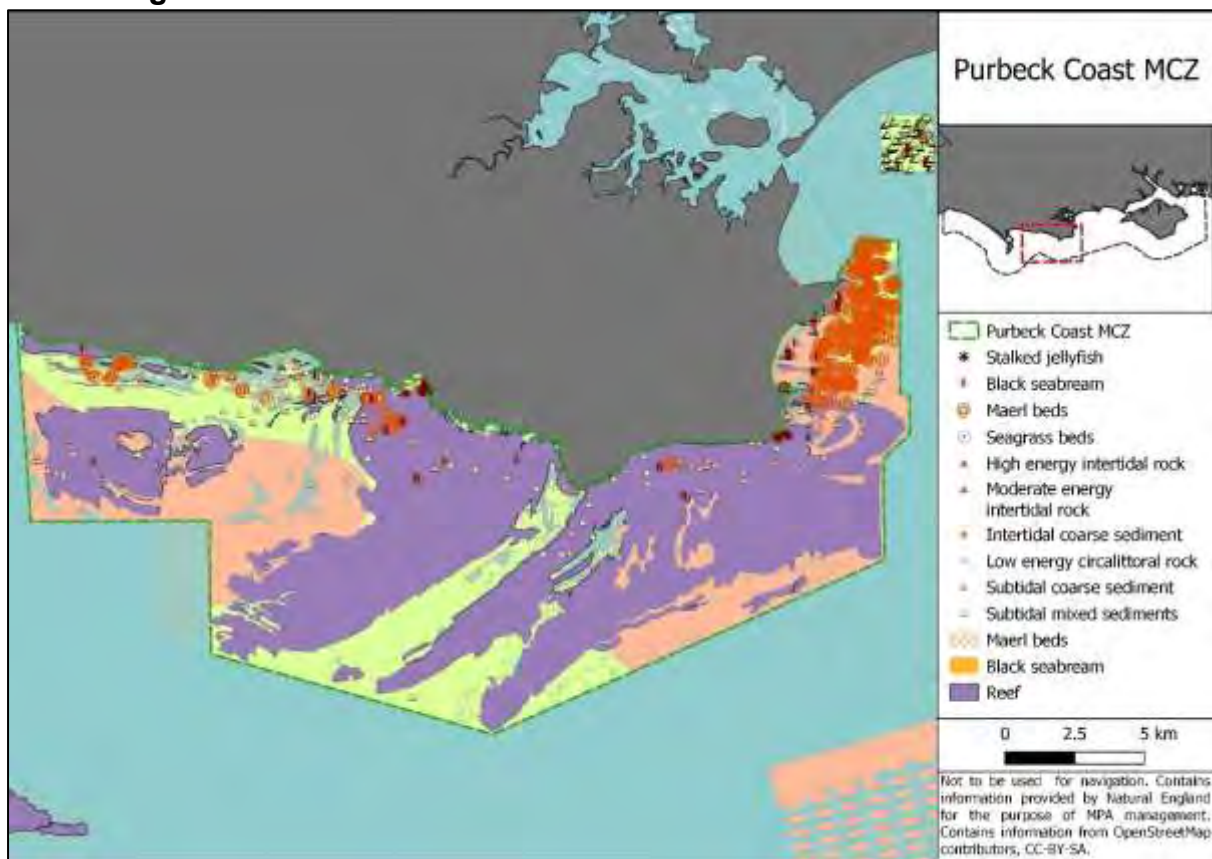 Purbeck Coast MCZ
Purbeck Coast MCZ
Stalked jellyfish
Black seabream
Maerl beds
Seagrass beds
High energy intertidal rock
Moderate energy
intertidal rock
Intertidal coarse sediment
Low energy circalittoral rock
Subtidal coarse sediment
Subtidal mixed sediments
Maerl beds
Black seabream
Reef
0 2.5 5 km
Not to be used for navigation. Contains
information provided by Natural England
for the purpose of MPA management.
Contains information from OpenStreetMap
contributors, CC-BY-SA.